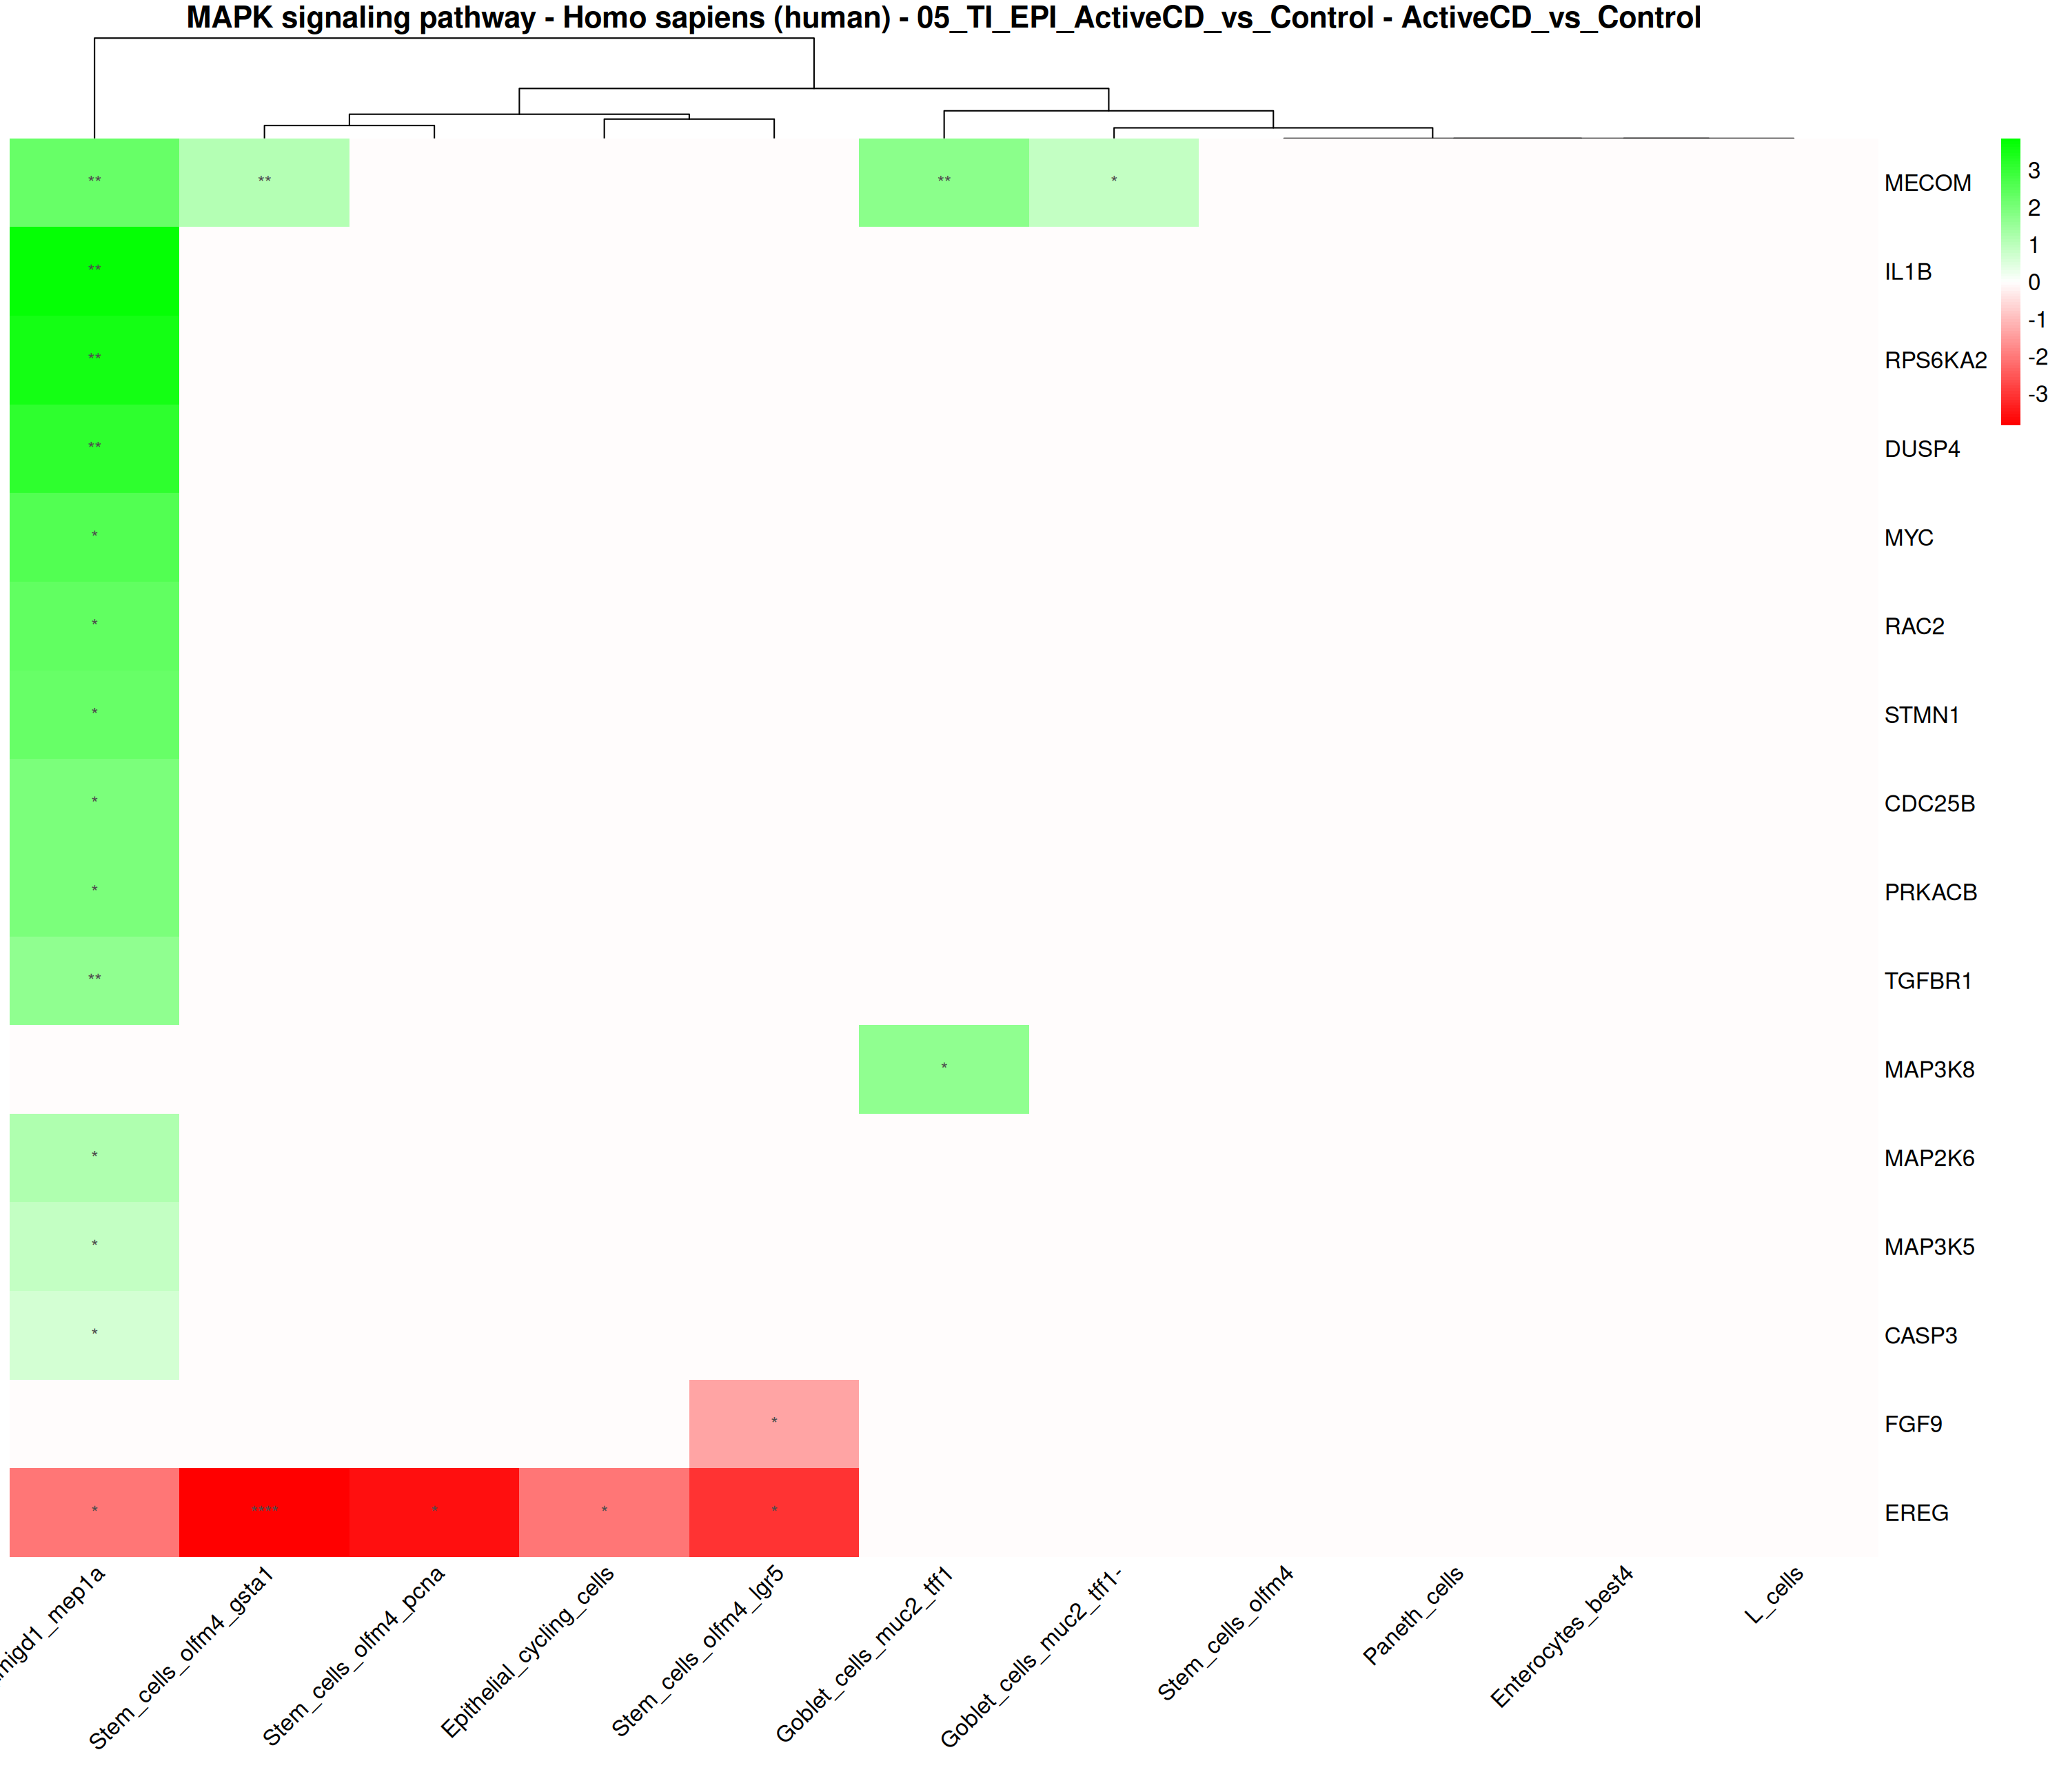 MAPK signaling pathway - Homo sapiens (human) - 05_TI_EPI_ActiveCD_vs_Control - ActiveCD_vs_Control
** ** ** * MECOM
** IL1B
** RPS6KA2
** DUSP4
* MYC
* RAC2
* STMN1
* CDC25B
* PRKACB
** TGFBR1
* MAP3K8
* MAP2K6
* MAP3K5
* CASP3
* FGF9
* **** * * * EREG
3
2
1
0
-1
-2
-3
migd1_mep1a
Stem_cells_olfm4_gsta1
Stem_cells_olfm4_pcna
Epithelial_cycling_cells
Stem_cells_olfm4_lgr5
Goblet_cells_muc2_tff1
Goblet_cells_muc2_tff1-
Stem_cells_olfm4
Paneth_cells
Enterocytes_best4
L_cells